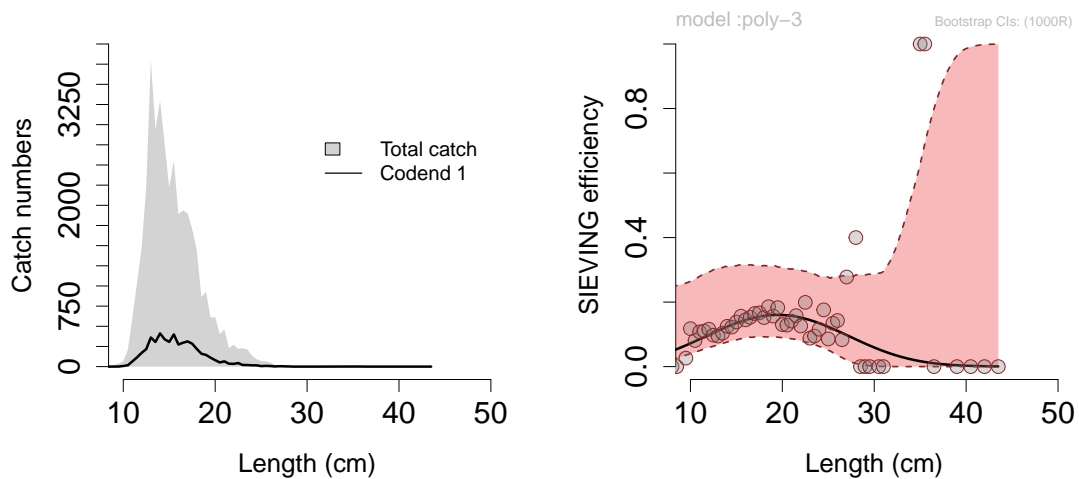 model :poly−3
Bootstrap CIs: (1000R)
Catch numbers
0
750
2000
3250
Total catch
Codend 1
10 20 30 40 50
Length (cm)
SIEVING efficiency
0.0
0.4
0.8
10 20 30 40 50
Length (cm)